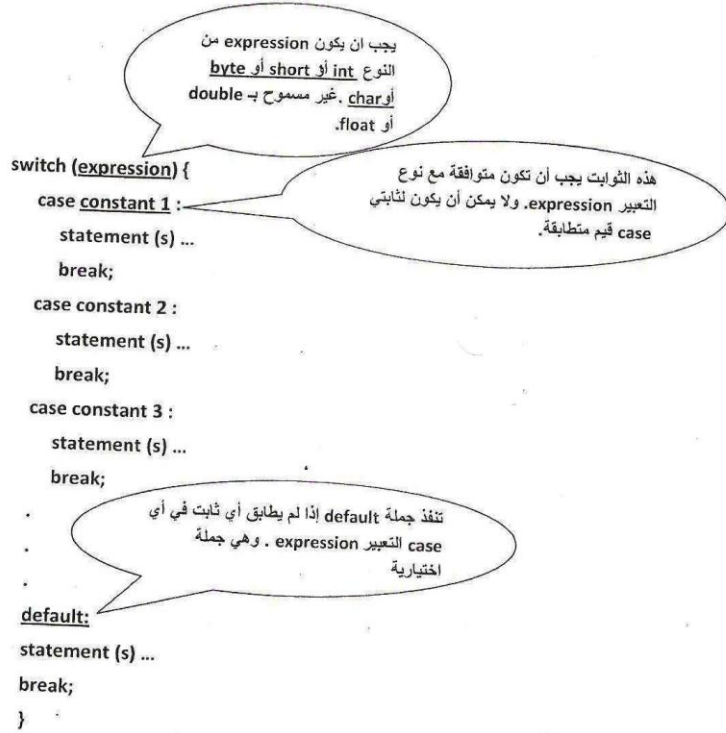 يجب ان يكون expression من
النوع int أو short أو byte
أوchar .غير مسموح بـ double
أو float.
switch (expression) {
هذه الثوابت يجب أن تكون متوافقة مع نوع
التعبير expression. ولا يمكن أن يكون لثابتي
case قيم متطابقة.
case constant 1 :
statement (s) ...
break;
case constant 2 :
statement (s) ...
break;
case constant 3 :
statement (s) ...
break;
.
.
.
تنفذ جملة default إذا لم يطابق أي ثابت في أي
case التعبير expression . وهي جملة
اختيارية
default:
statement (s) ...
break;
}